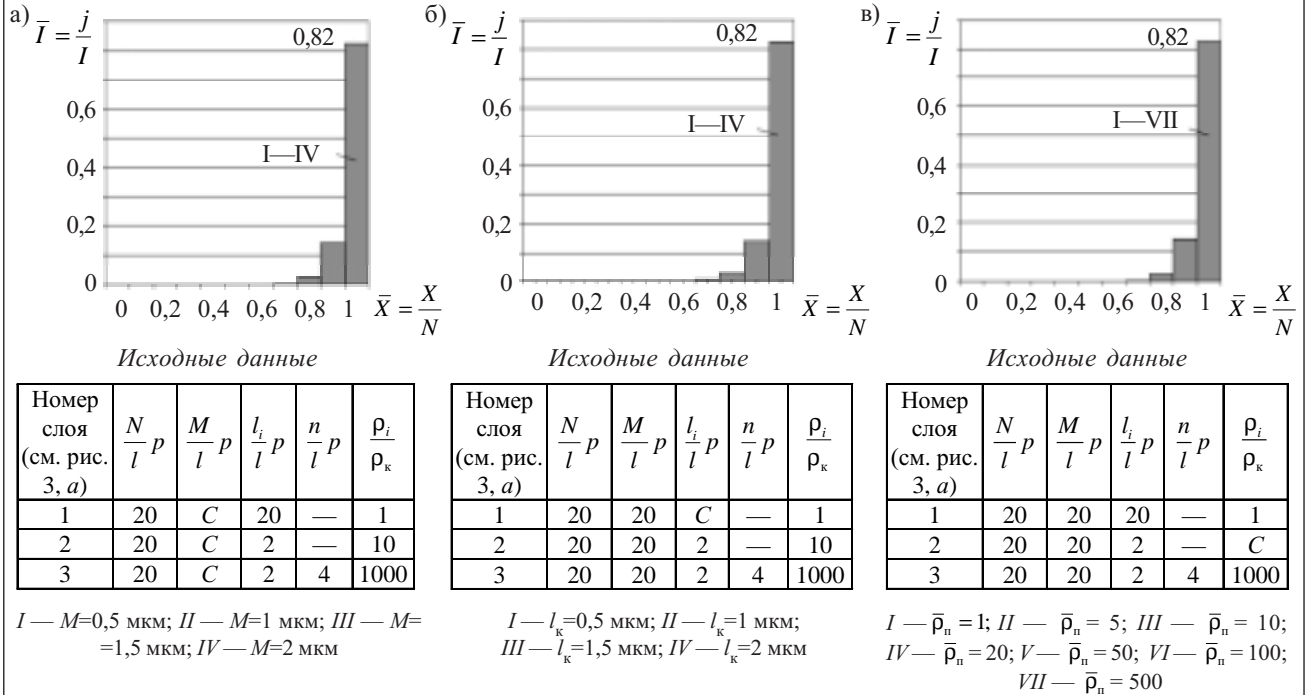 а) Ī = j/I
0,82
I—IV
0,6
0,4
0,2
0
0 0,2 0,4 0,6 0,8 1 X̄ = X/N
Исходные данные
Номер слоя (см. рис. 3, а) | N/l p | M/l p | l_i/l p | n/l p | ρ_i/ρ_к
1 | 20 | C | 20 | — | 1
2 | 20 | C | 2 | — | 10
3 | 20 | C | 2 | 4 | 1000
I — M=0,5 мкм; II — M=1 мкм; III — M=
=1,5 мкм; IV — M=2 мкм
б) Ī = j/I
0,82
I—IV
0,6
0,4
0,2
0
0 0,2 0,4 0,6 0,8 1 X̄ = X/N
Исходные данные
Номер слоя (см. рис. 3, а) | N/l p | M/l p | l_i/l p | n/l p | ρ_i/ρ_к
1 | 20 | 20 | C | — | 1
2 | 20 | 20 | 2 | — | 10
3 | 20 | 20 | 2 | 4 | 1000
I — l_к=0,5 мкм; II — l_к=1 мкм;
III — l_к=1,5 мкм; IV — l_к=2 мкм
в) Ī = j/I
0,82
I—VII
0,6
0,4
0,2
0
0 0,2 0,4 0,6 0,8 1 X̄ = X/N
Исходные данные
Номер слоя (см. рис. 3, а) | N/l p | M/l p | l_i/l p | n/l p | ρ_i/ρ_к
1 | 20 | 20 | 20 | — | 1
2 | 20 | 20 | 2 | — | C
3 | 20 | 20 | 2 | 4 | 1000
I — ρ̄_п = 1; II — ρ̄_п = 5; III — ρ̄_п = 10;
IV — ρ̄_п = 20; V — ρ̄_п = 50; VI — ρ̄_п = 100;
VII — ρ̄_п = 500